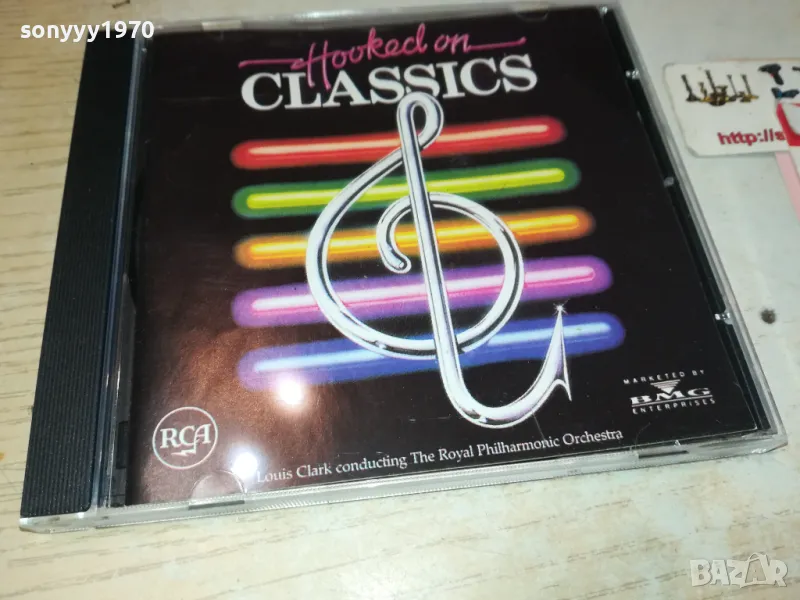 sonyyy1970
Hooked on
CLASSICS
http://s
MARKETED BY
BMG
ENTERPRISES
RCA
Louis Clark conducting The Royal Philharmonic Orchestra
BAZAR